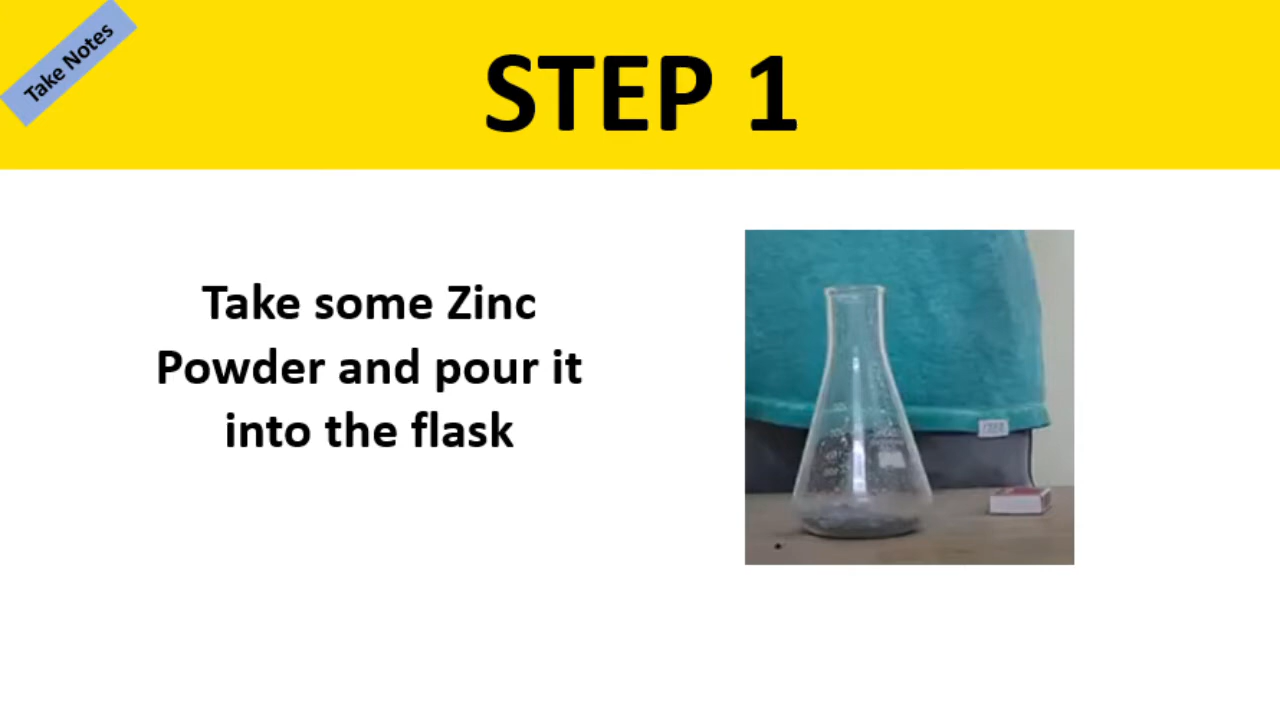 Take Notes
STEP 1
Take some Zinc
Powder and pour it
into the flask